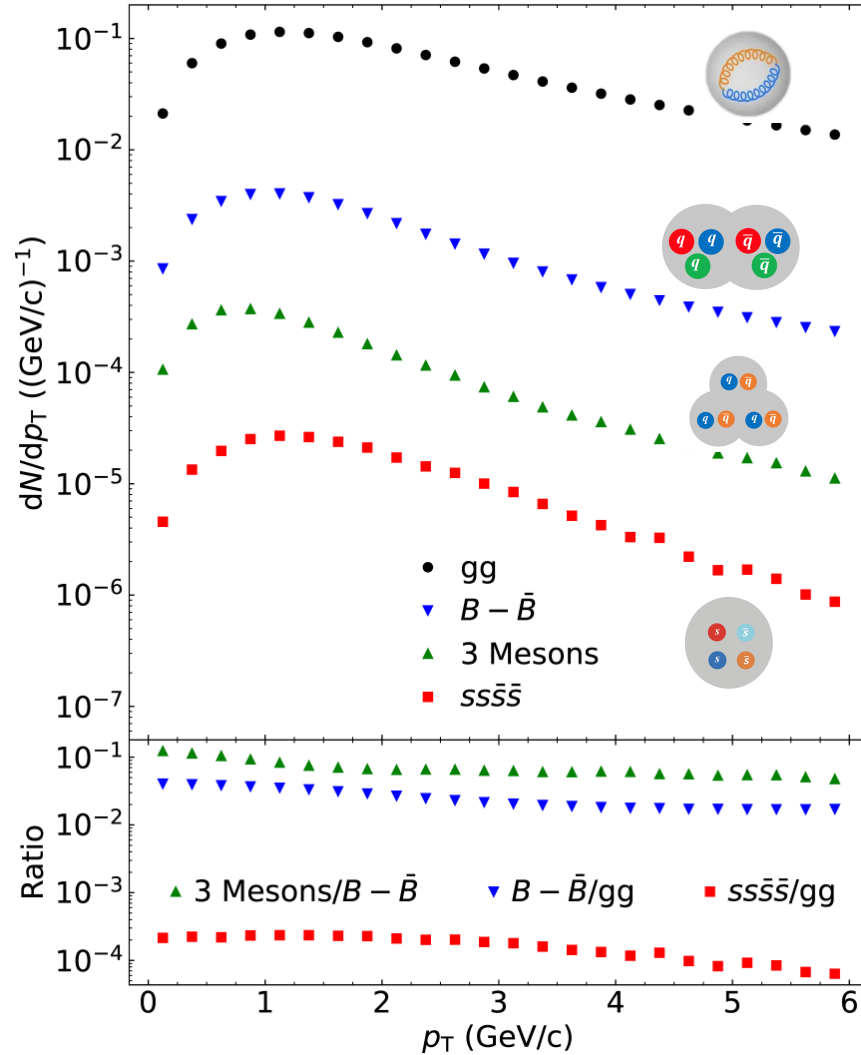 10⁻¹
10⁻²
10⁻³
10⁻⁴
10⁻⁵
10⁻⁶
10⁻⁷
dN/dp_T ((GeV/c)⁻¹)
q q q̄ q̄
q q̄
q q̄
q q̄ q q̄
gg
B − B̄
3 Mesons
sss̄s̄
s s̄
s s̄
10⁻¹
10⁻²
10⁻³
10⁻⁴
Ratio
3 Mesons/B − B̄ B − B̄/gg sss̄s̄/gg
0 1 2 3 4 5 6
p_T (GeV/c)